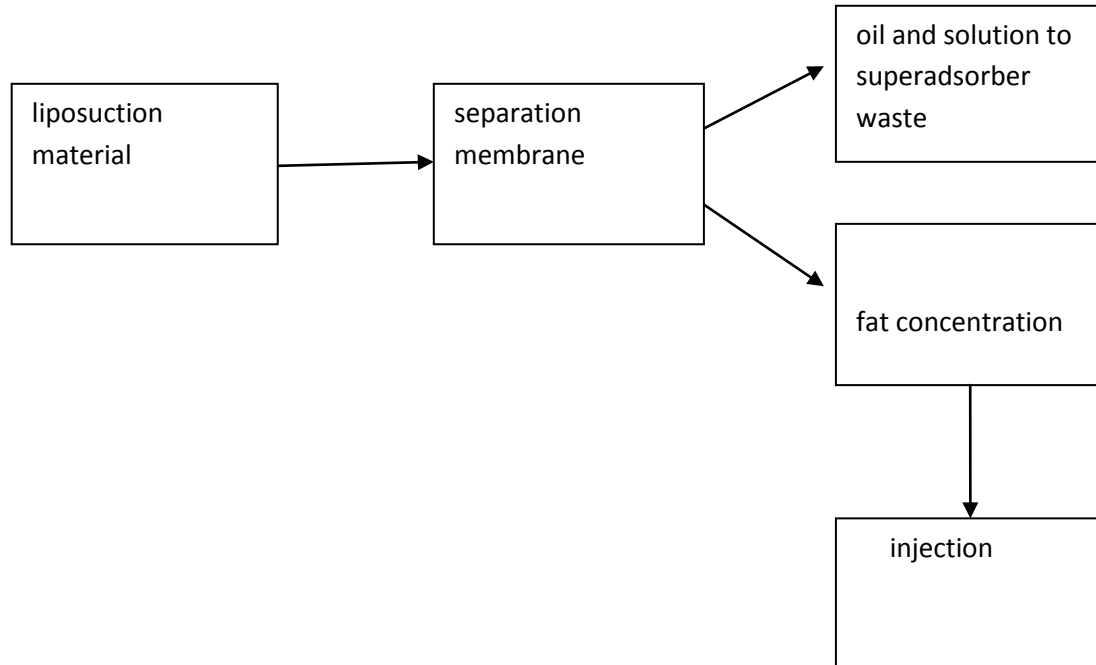 liposuction
material
separation
membrane
oil and solution to
superadsorber
waste
fat concentration
injection